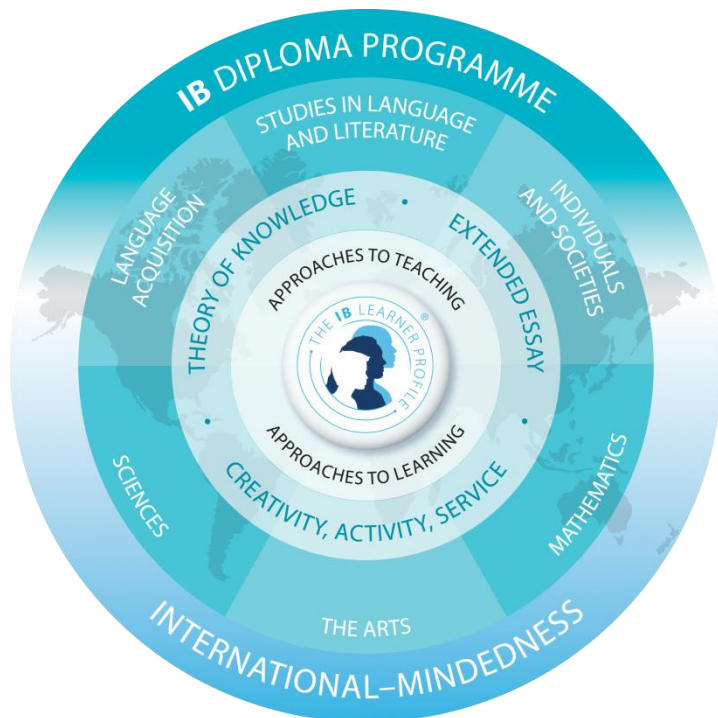 IB DIPLOMA PROGRAMME
STUDIES IN LANGUAGE
AND LITERATURE
LANGUAGE
ACQUISITION
INDIVIDUALS
AND SOCIETIES
THEORY OF KNOWLEDGE
EXTENDED ESSAY
APPROACHES TO TEACHING
THE IB LEARNER PROFILE ®
APPROACHES TO LEARNING
CREATIVITY, ACTIVITY, SERVICE
SCIENCES
MATHEMATICS
THE ARTS
INTERNATIONAL–MINDEDNESS